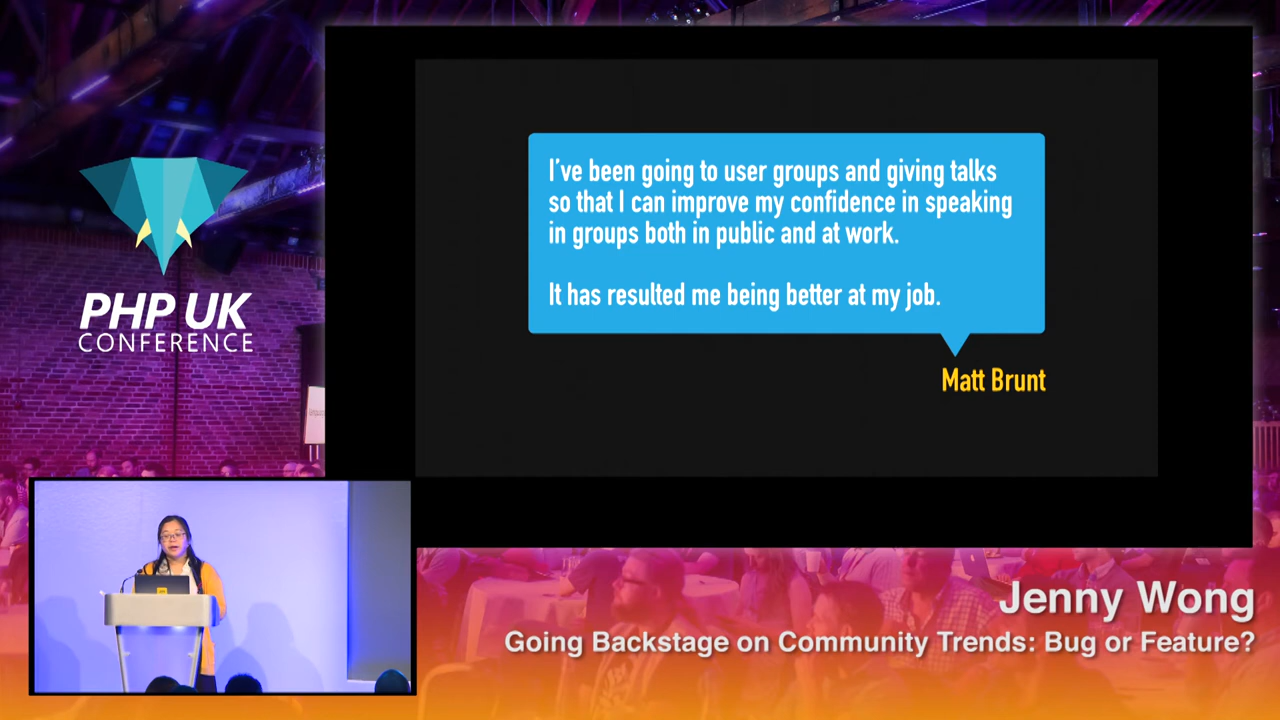 I've been going to user groups and giving talks
so that I can improve my confidence in speaking
in groups both in public and at work.
It has resulted me being better at my job.
Matt Brunt
PHP UK
CONFERENCE
Jenny Wong
Going Backstage on Community Trends: Bug or Feature?